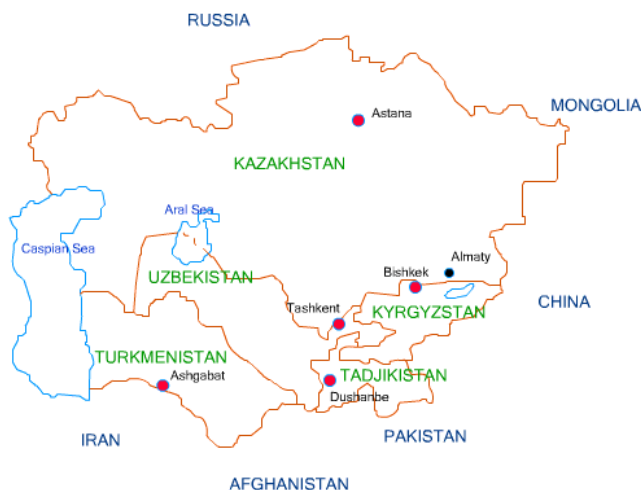 RUSSIA
MONGOLIA
Astana
KAZAKHSTAN
Aral Sea
Caspian Sea
Almaty
Bishkek
UZBEKISTAN
CHINA
Tashkent
KYRGYZSTAN
TURKMENISTAN
Ashgabat
TADJIKISTAN
Dushanbe
IRAN
PAKISTAN
AFGHANISTAN